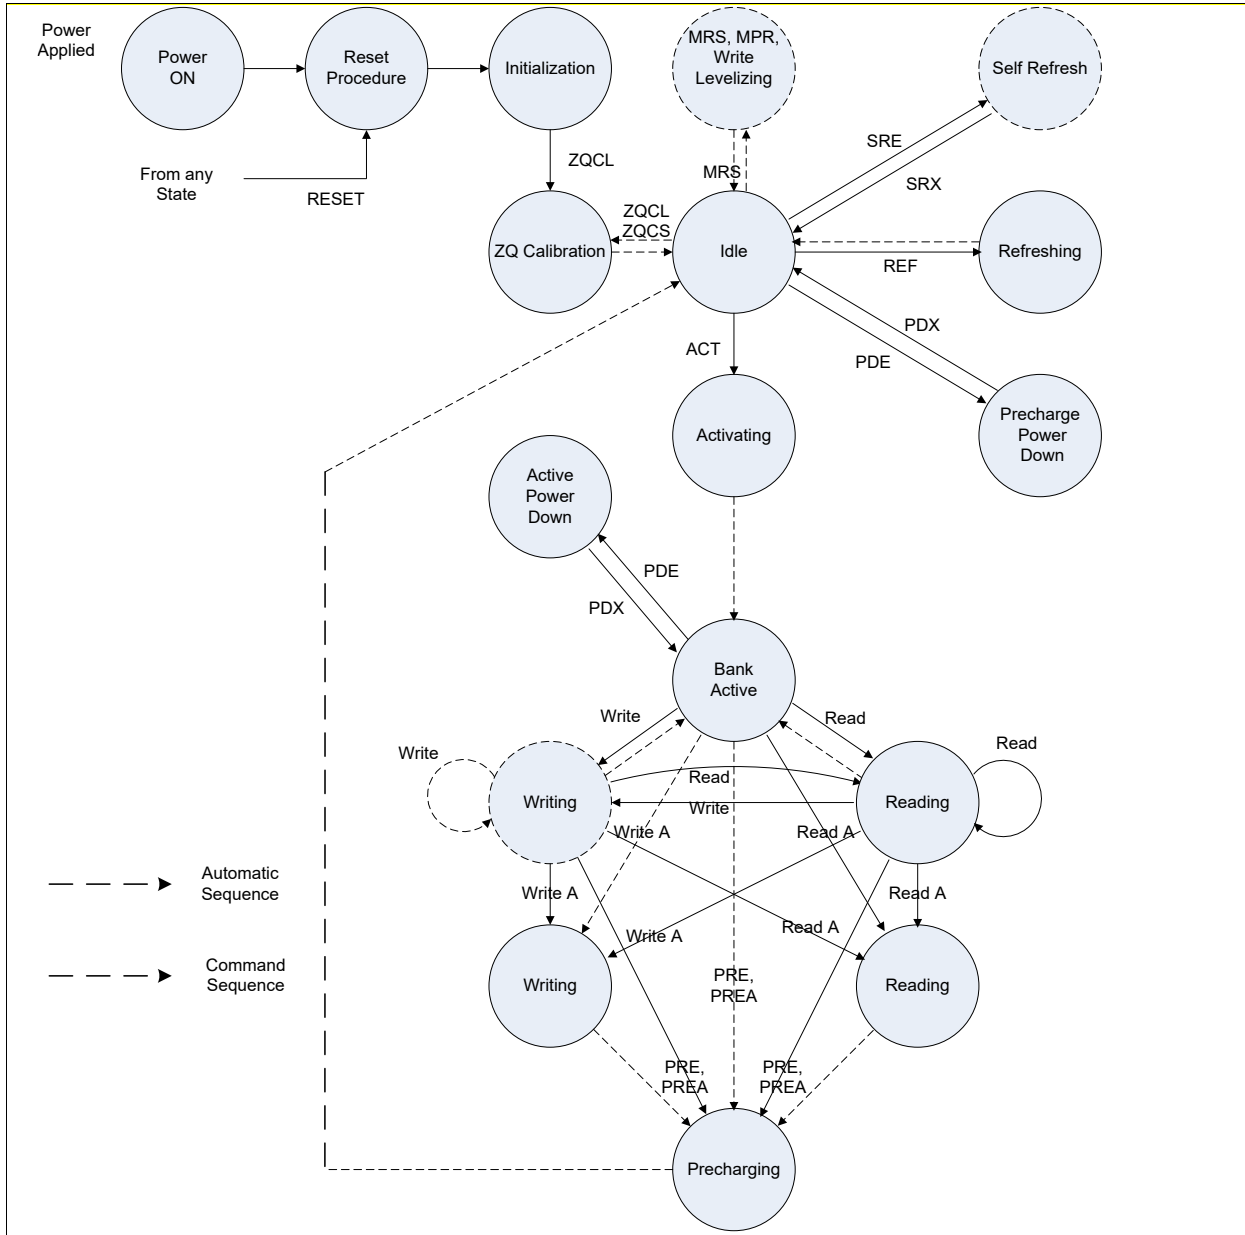 Power
Applied
Power
ON
Reset
Procedure
Initialization
MRS, MPR,
Write
Levelizing
Self Refresh
From any
State
RESET
ZQCL
MRS
SRE
SRX
ZQCL
ZQCS
ZQ Calibration
Idle
REF
Refreshing
ACT
PDX
PDE
Activating
Precharge
Power
Down
Active
Power
Down
PDE
PDX
Bank
Active
Write
Read
Write
Read
Read
Writing
Write
Reading
Write A
Read A
Automatic
Sequence
Write A
Read A
Write A
Read A
Command
Sequence
Writing
PRE,
PREA
Reading
PRE,
PREA
PRE,
PREA
Precharging